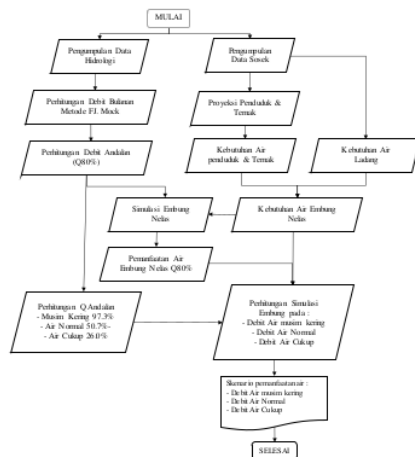 MULAI
Pengumpulan Data
Hidrologi
Pengumpulan
Data Sosek
Perhitungan Debit Bulanan
Metode F.J. Mock
Proyeksi Penduduk &
Ternak
Perhitungan Debit Andalan
(Q80%)
Kebutuhan Air
penduduk & Ternak
Kebutuhan Air
Ladang
Simulasi Embung
Nelas
Kebutuhan Air Embung
Nelas
Pemanfaatan Air
Embung Nelas Q80%
Perhitungan Q Andalan
- Musim Kering 97.3%
- Air Normal 50.7%-
- Air Cukup 26.0%
Perhitungan Simulasi
Embung pada :
- Debit Air musim kering
- Debit Air Normal
- Debit Air Cukup
Skenario pemanfaatan air :
- Debit Air musim kering
- Debit Air Normal
- Debit Air Cukup
SELESAI